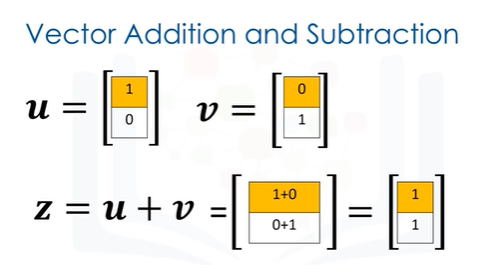 Vector Addition and Subtraction
u = [1 0] v = [0 1]
z = u + v = [1+0 0+1] = [1 1]